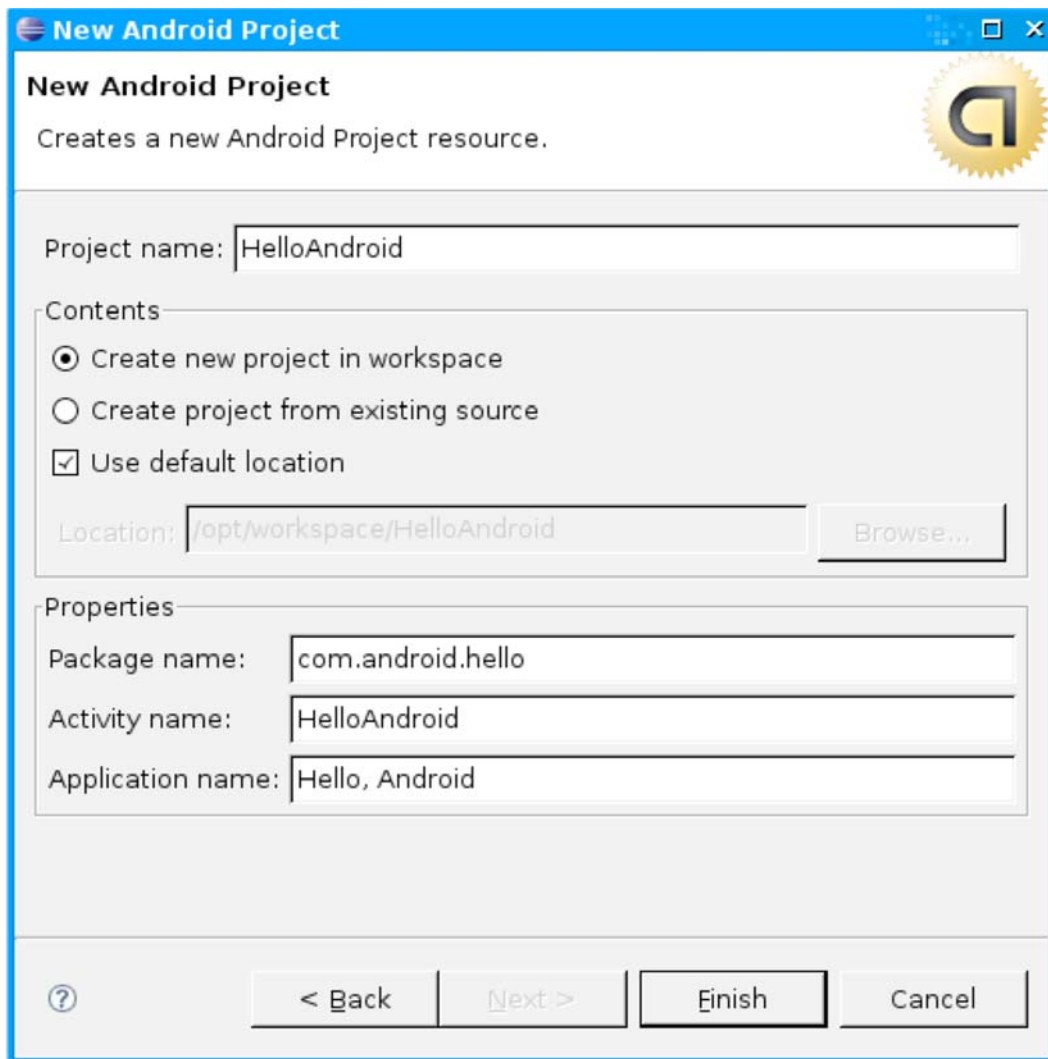 New Android Project
New Android Project
Creates a new Android Project resource.
Project name: HelloAndroid
Contents
Create new project in workspace
Create project from existing source
Use default location
Location: /opt/workspace/HelloAndroid Browse...
Properties
Package name: com.android.hello
Activity name: HelloAndroid
Application name: Hello, Android
? < Back Next > Finish Cancel